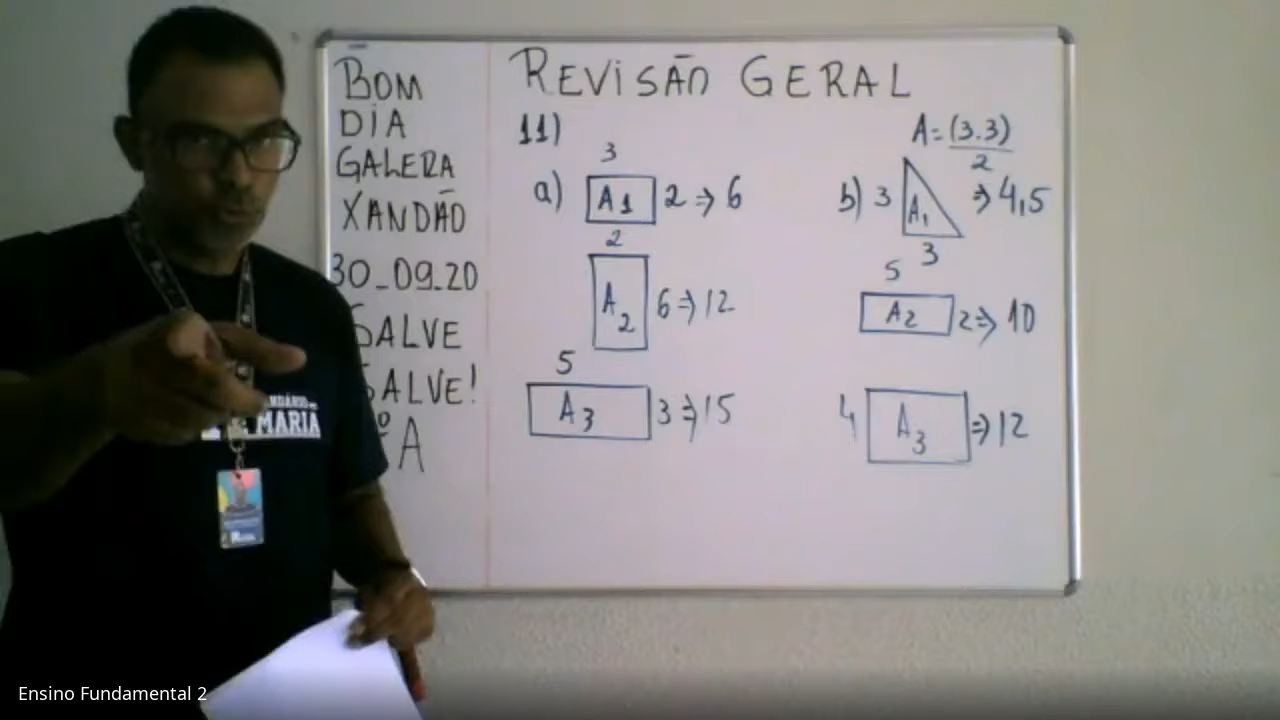 BOM
DIA
GALERA
XANDÃO
30_09_20
SALVE
SALVE!
º A
REVISÃO GERAL
11)
a) 3
A1 2 ⇒ 6
2
A2 6 ⇒ 12
5
A3 3 ⇒ 15
A = (3.3)
2
b) 3 A1 ⇒ 4,5
3
5
A2 2 ⇒ 10
4 A3 ⇒ 12
MARIA
Ensino Fundamental 2